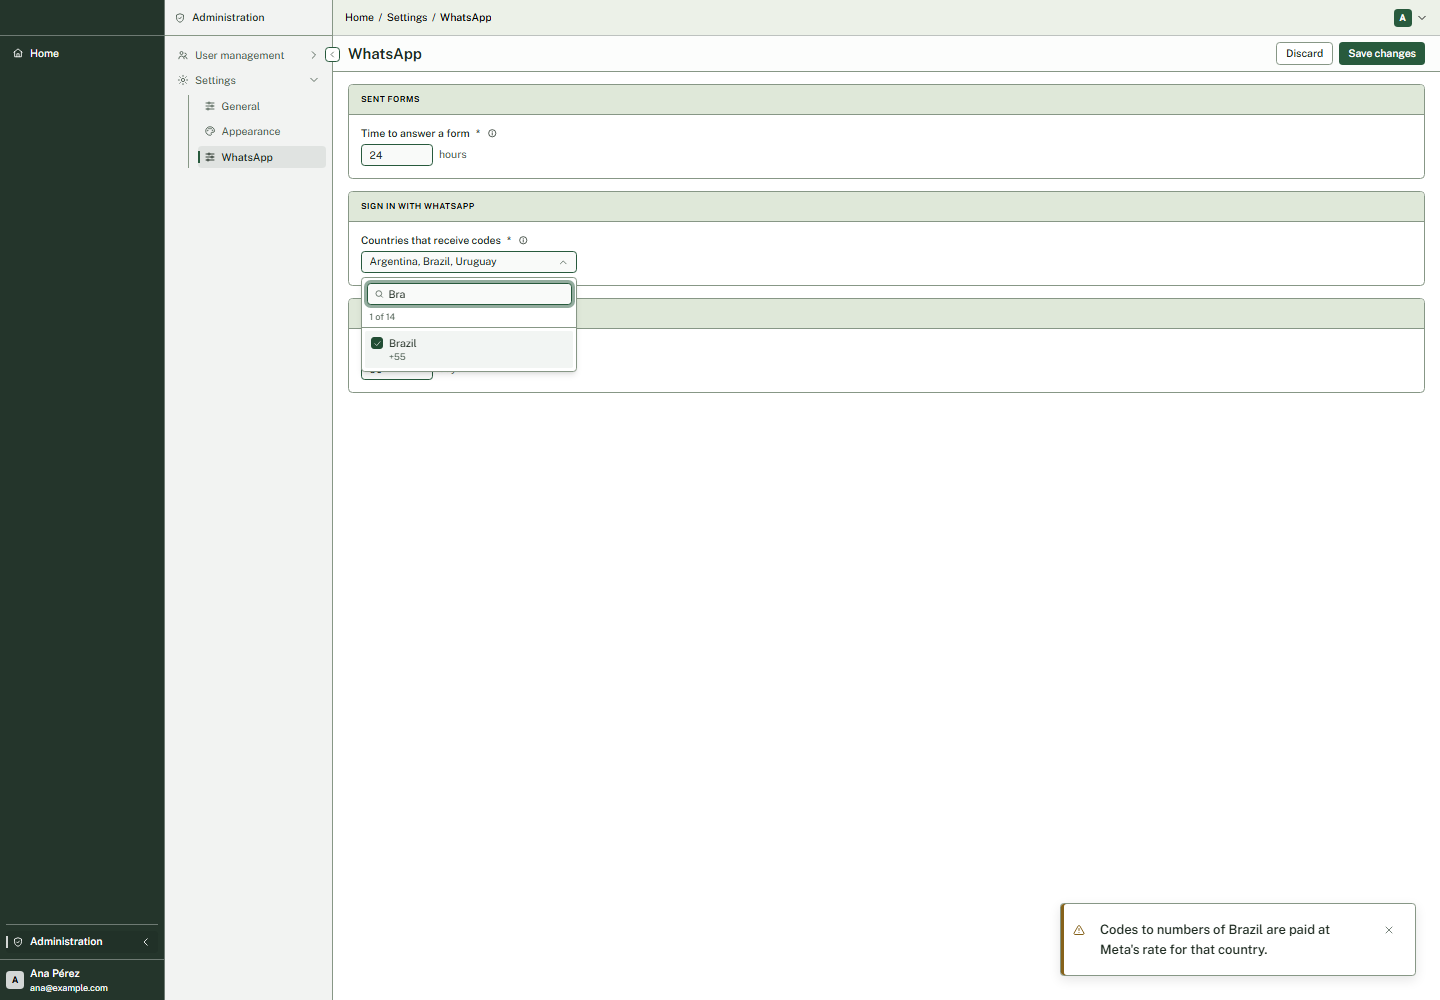 Administration
Home / Settings / WhatsApp
A
Home
User management
Settings
General
Appearance
WhatsApp
WhatsApp
Discard
Save changes
SENT FORMS
Time to answer a form *
24
hours
SIGN IN WITH WHATSAPP
Countries that receive codes *
Argentina, Brazil, Uruguay
Bra
1 of 14
Brazil
+55
Codes to numbers of Brazil are paid at
Meta's rate for that country.
Administration
A
Ana Pérez
ana@example.com